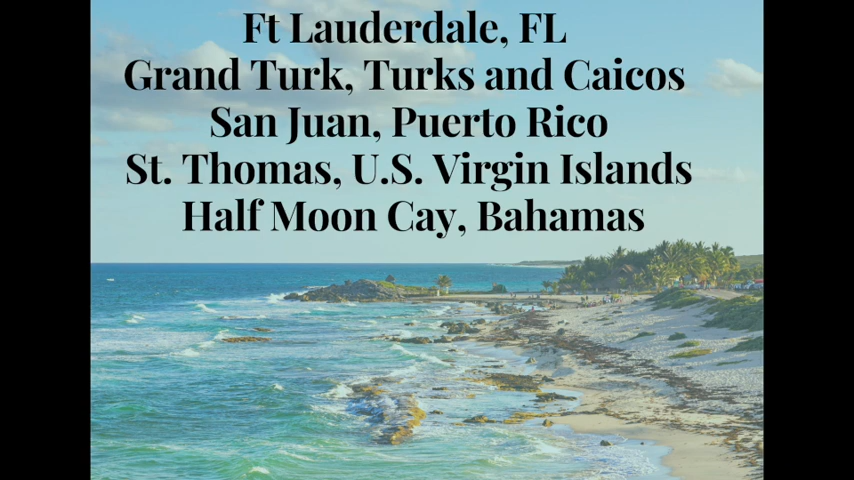 Ft Lauderdale, FL
Grand Turk, Turks and Caicos
San Juan, Puerto Rico
St. Thomas, U.S. Virgin Islands
Half Moon Cay, Bahamas